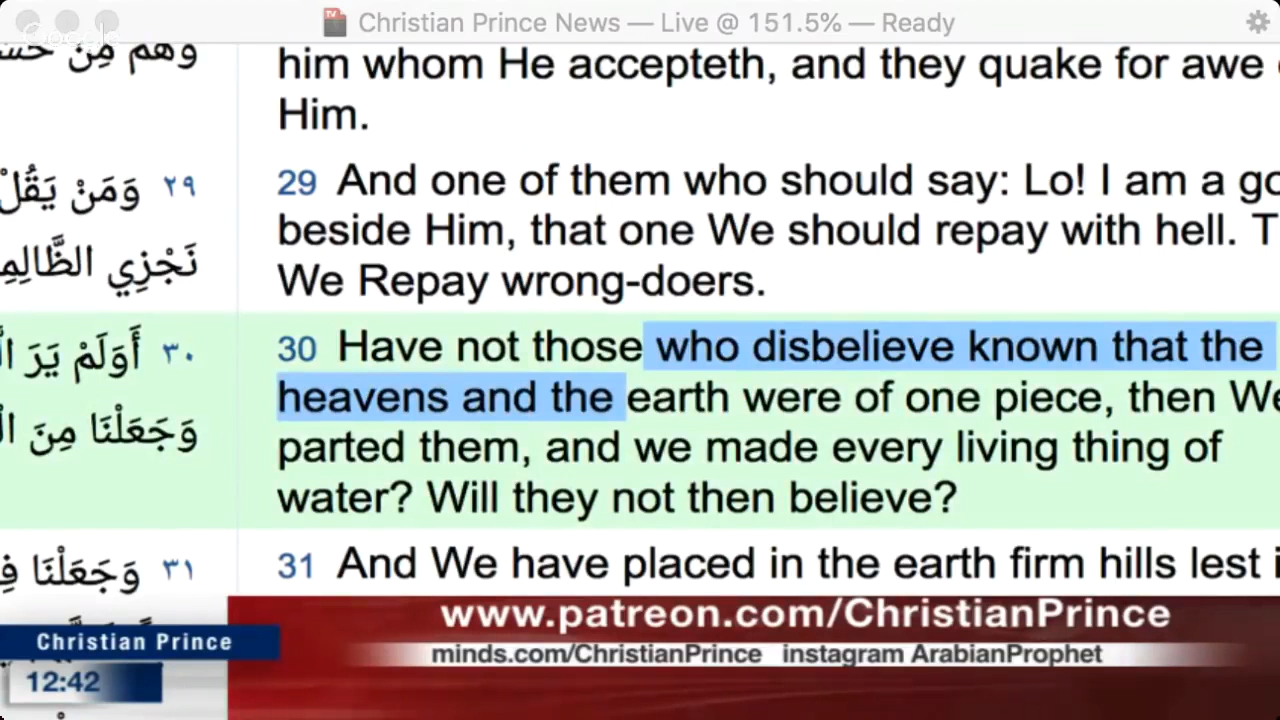 Christian Prince News — Live @ 151.5% — Ready
Google
وهم مِنْ
him whom He accepteth, and they quake for awe
Him.
٢٩ وَمَنْ يَقُلْ
29 And one of them who should say: Lo! I am a
beside Him, that one We should repay with hell.
نَجْزِي
We Repay wrong-doers.
٣٠ أَوَلَمْ يَرَ
30 Have not those who disbelieve known that the
heavens and the earth were of one piece, then We
وَجَعَلْنَا مِنَ
parted them, and we made every living thing of
water? Will they not then believe?
٣١ وَجَعَلْنَا
31 And We have placed in the earth firm hills lest
www.patreon.com/ChristianPrince
Christian Prince
minds.com/ChristianPrince instagram ArabianProphet
12:42